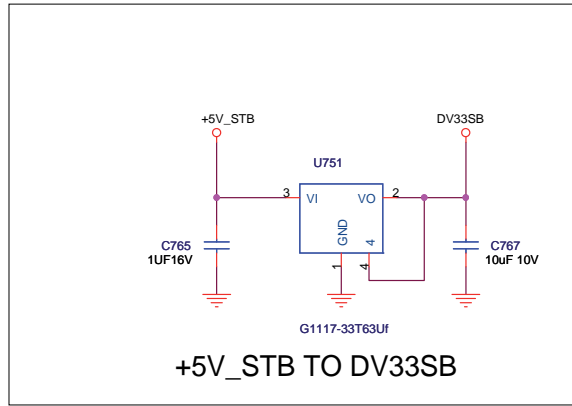 +5V_STB
DV33SB
U751
3
VI
VO
2
GND
4
1
4
C765
1UF16V
C767
10uF 10V
G1117-33T63Uf
+5V_STB TO DV33SB